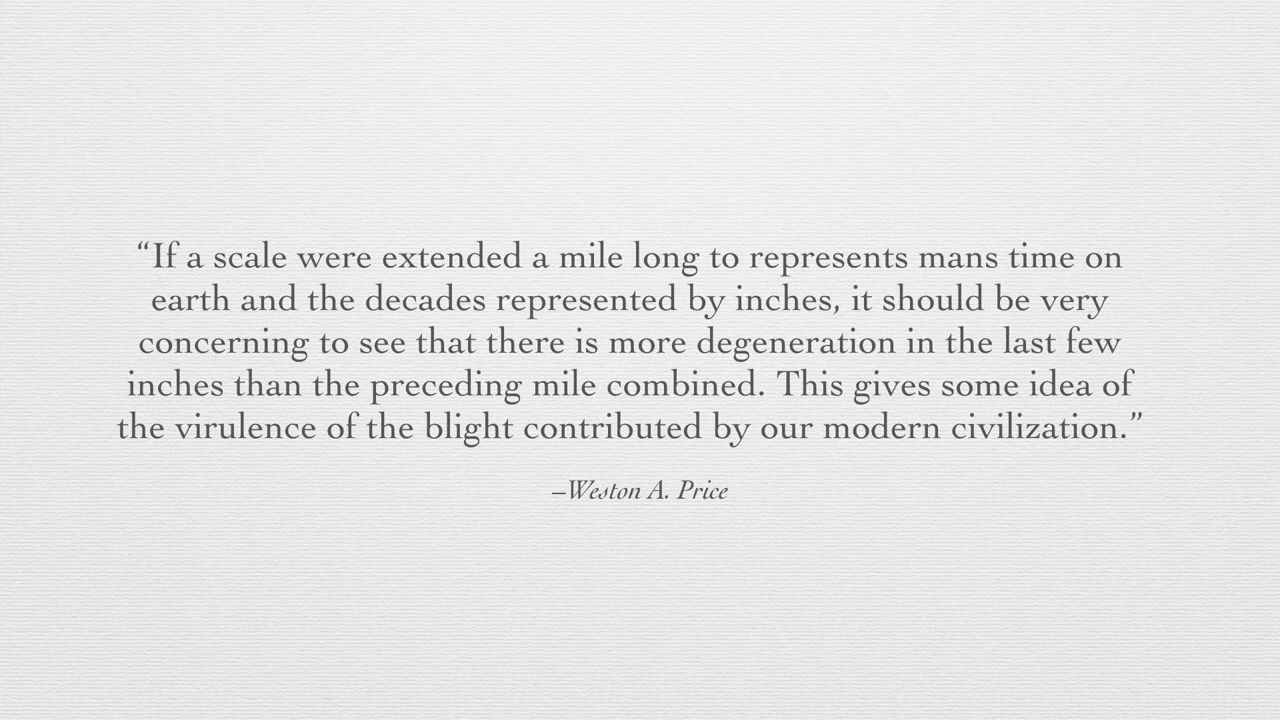 “If a scale were extended a mile long to represents mans time on
earth and the decades represented by inches, it should be very
concerning to see that there is more degeneration in the last few
inches than the preceding mile combined. This gives some idea of
the virulence of the blight contributed by our modern civilization.”
–Weston A. Price